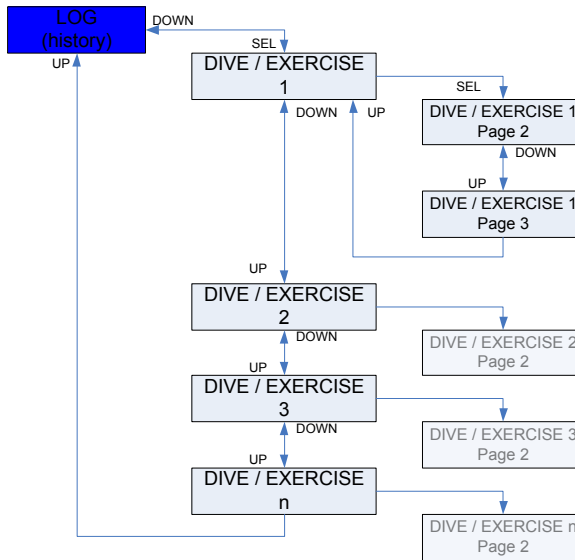 LOG
(history)
DOWN
SEL
UP
DIVE / EXERCISE
1
SEL
DOWN
UP
DIVE / EXERCISE 1
Page 2
DOWN
UP
DIVE / EXERCISE 1
Page 3
UP
DIVE / EXERCISE
2
DIVE / EXERCISE 2
Page 2
DOWN
UP
DIVE / EXERCISE
3
DIVE / EXERCISE 3
Page 2
DOWN
UP
DIVE / EXERCISE
n
DIVE / EXERCISE n
Page 2